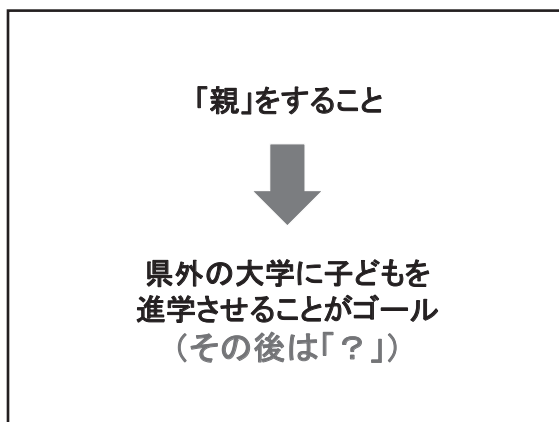 「親」をすること
県外の大学に子どもを
進学させることがゴール
（その後は「？」）